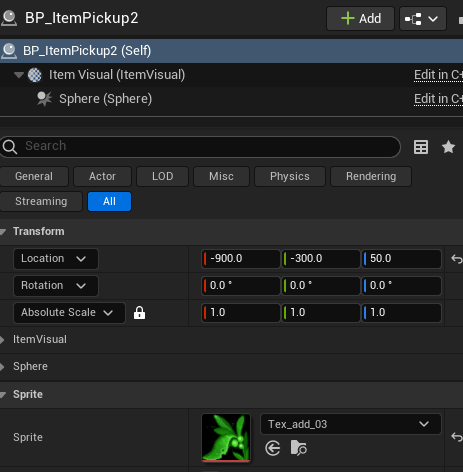 BP_ItemPickup2
+ Add
BP_ItemPickup2 (Self)
Item Visual (ItemVisual)
Edit in C+
Sphere (Sphere)
Edit in C+
Search
General
Actor
LOD
Misc
Physics
Rendering
Streaming
All
Transform
Location
-900.0
-300.0
50.0
Rotation
0.0 °
0.0 °
0.0 °
Absolute Scale
1.0
1.0
1.0
ItemVisual
Sphere
Sprite
Sprite
Tex_add_03